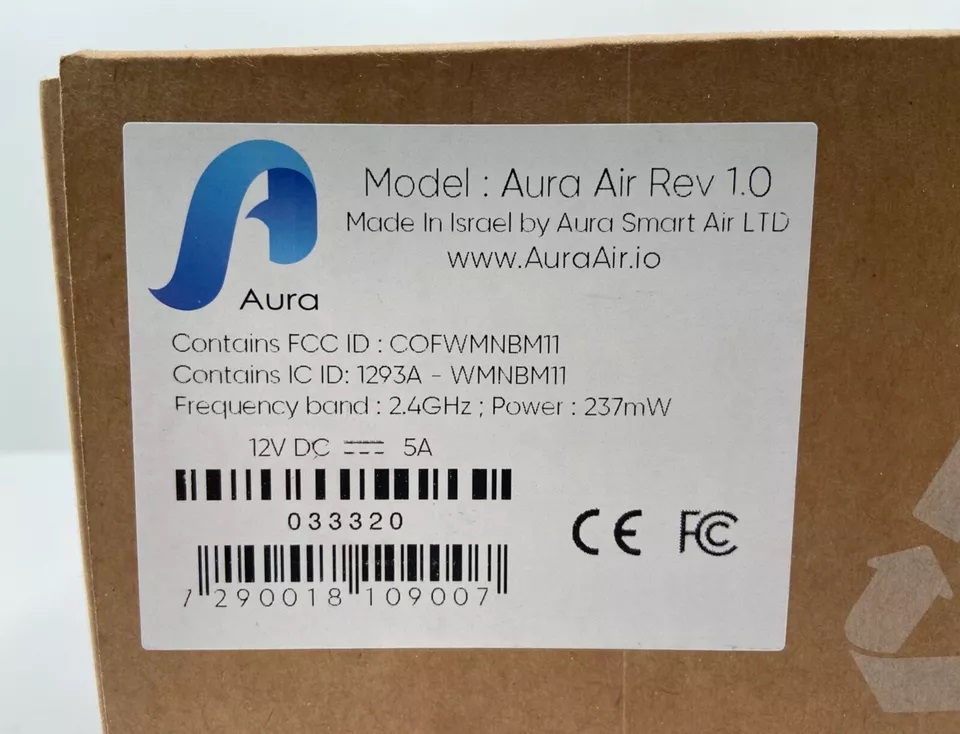 Model : Aura Air Rev 1.0
Made In Israel by Aura Smart Air LTD
www.AuraAir.io
Aura
Contains FCC ID : COFWMNBM11
Contains IC ID: 1293A - WMNBM11
Frequency band : 2.4GHz ; Power : 237mW
12V DC 5A
033320
CE FC
7 290018 109007